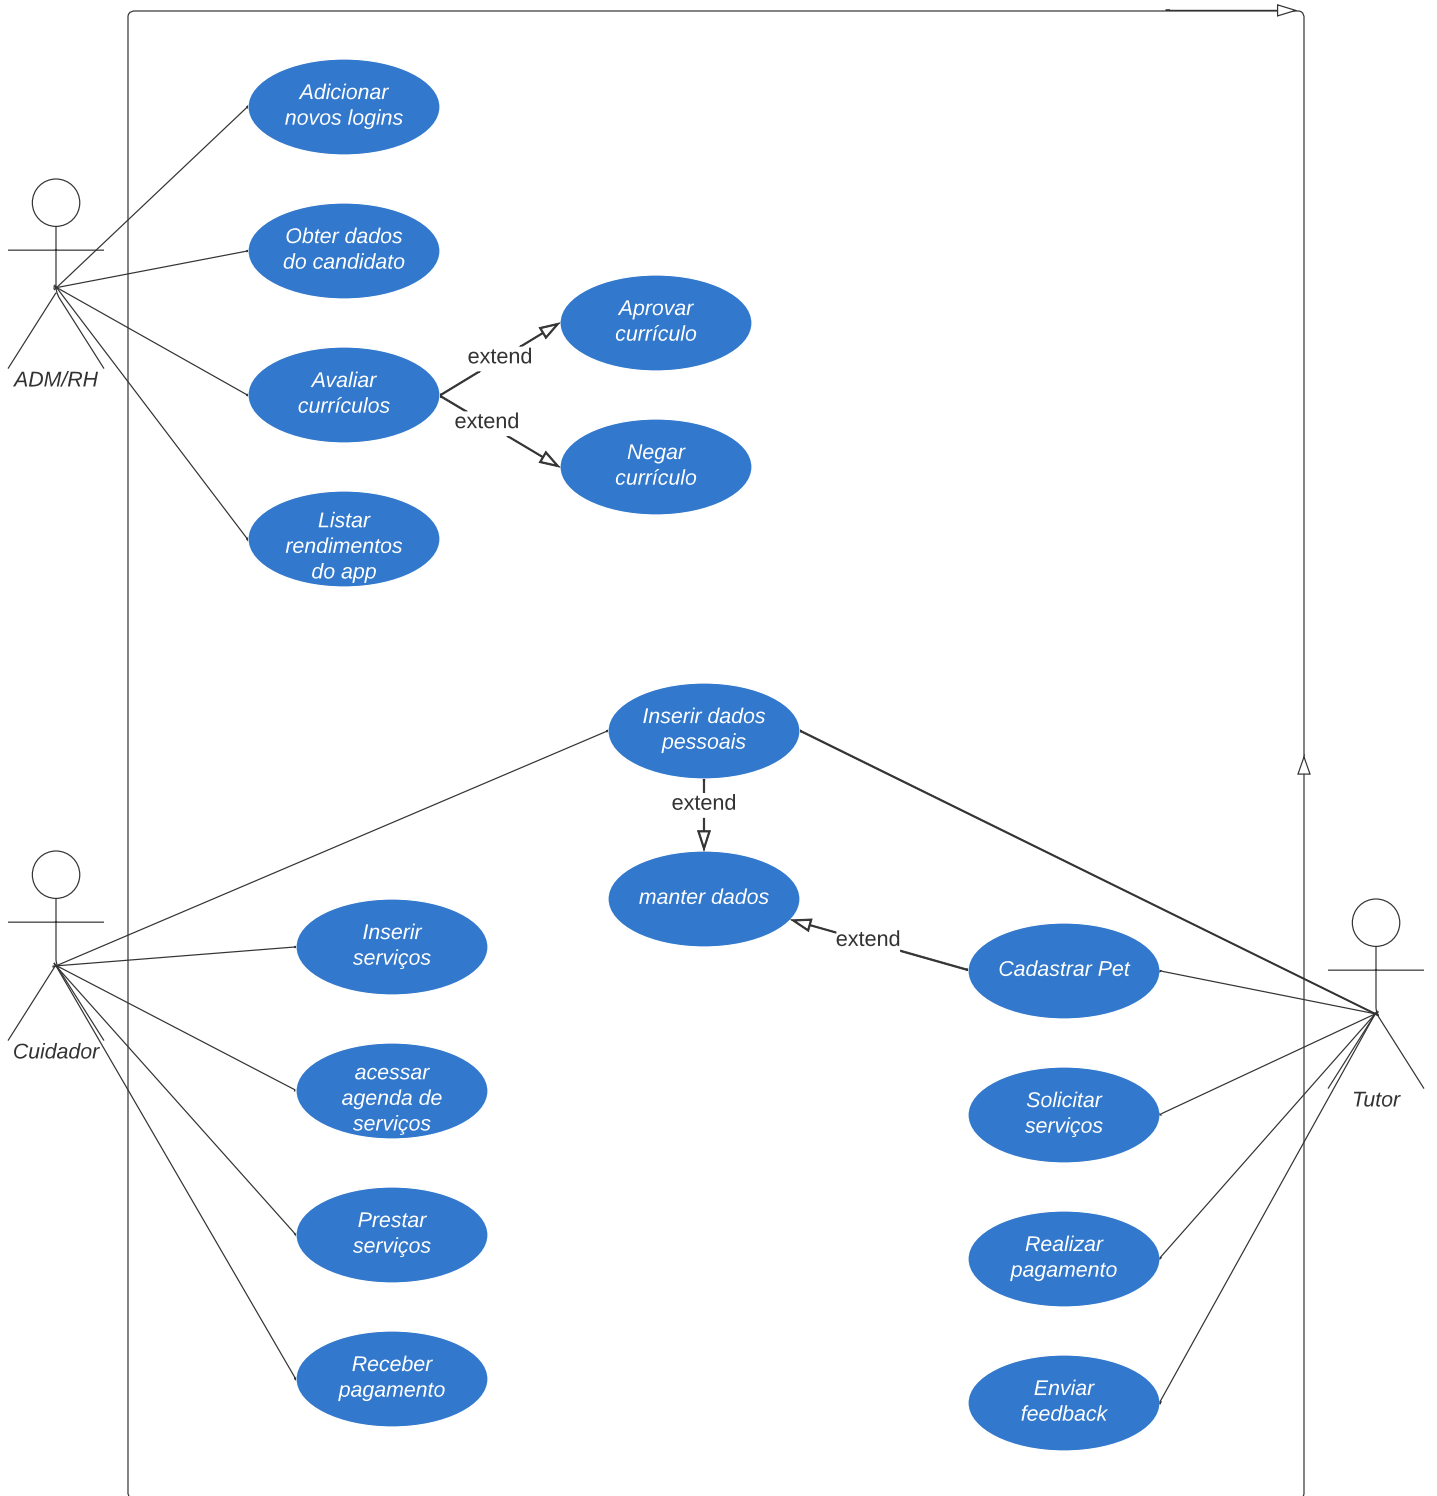 Adicionar
novos logins
Obter dados
do candidato
Aprovar
currículo
extend
ADM/RH
Avaliar
currículos
extend
Negar
currículo
Listar
rendimentos
do app
Inserir dados
pessoais
extend
manter dados
extend
Inserir
serviços
Cadastrar Pet
Cuidador
acessar
agenda de
serviços
Solicitar
serviços
Tutor
Prestar
serviços
Realizar
pagamento
Receber
pagamento
Enviar
feedback